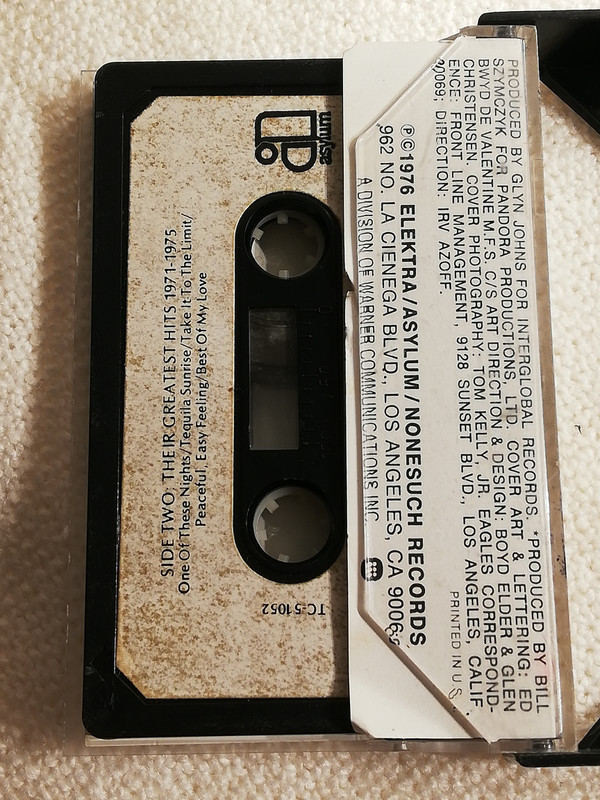 PRODUCED BY GLYN JOHNS FOR INTERGLOBAL RECORDS. *PRODUCED BY BILL
SZYMCZYK FOR PANDORA PRODUCTIONS, LTD. COVER ART & LETTERING: ED
BWYD DE VALENTINE M.F.S. C/S ART DIRECTION & DESIGN: BOYD ELDER & GLEN
CHRISTENSEN. COVER PHOTOGRAPHY: TOM KELLY, JR. EAGLES CORRESPOND-
ENCE: FRONT LINE MANAGEMENT, 9128 SUNSET BLVD., LOS ANGELES, CALIF.
90069; DIRECTION: IRV AZOFF.
PRINTED IN U.S.
℗©1976 ELEKTRA/ASYLUM/NONESUCH RECORDS
962 NO. LA CIENEGA BLVD., LOS ANGELES, CA 90069
A DIVISION OF WARNER COMMUNICATIONS INC.
asylum
SIDE TWO: THEIR GREATEST HITS 1971-1975
One Of These Nights/Tequila Sunrise/Take It To The Limit/
Peaceful, Easy Feeling/Best Of My Love
TC-51052